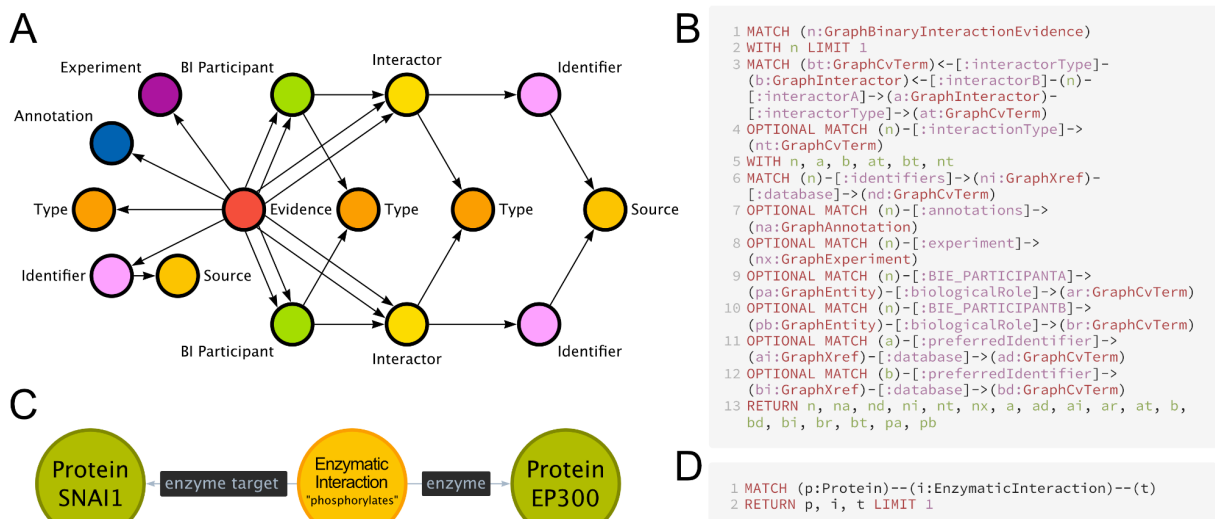 A
Experiment
BI Participant
Interactor
Identifier
Annotation
Type
Evidence
Type
Type
Source
Identifier
Source
BI Participant
Interactor
Identifier
B
1 MATCH (n:GraphBinaryInteractionEvidence)
2 WITH n LIMIT 1
3 MATCH (bt:GraphCvTerm)<-[:interactorType]-
(b:GraphInteractor)<-[:interactorB]-(n)-
[:interactorA]->(a:GraphInteractor)-
[:interactorType]->(at:GraphCvTerm)
4 OPTIONAL MATCH (n)-[:interactionType]->
(nt:GraphCvTerm)
5 WITH n, a, b, at, bt, nt
6 MATCH (n)-[:identifiers]->(ni:GraphXref)-
[:database]->(nd:GraphCvTerm)
7 OPTIONAL MATCH (n)-[:annotations]->
(na:GraphAnnotation)
8 OPTIONAL MATCH (n)-[:experiment]->
(nx:GraphExperiment)
9 OPTIONAL MATCH (n)-[:BIE_PARTICIPANTA]->
(pa:GraphEntity)-[:biologicalRole]->(ar:GraphCvTerm)
10 OPTIONAL MATCH (n)-[:BIE_PARTICIPANTB]->
(pb:GraphEntity)-[:biologicalRole]->(br:GraphCvTerm)
11 OPTIONAL MATCH (a)-[:preferredIdentifier]->
(ai:GraphXref)-[:database]->(ad:GraphCvTerm)
12 OPTIONAL MATCH (b)-[:preferredIdentifier]->
(bi:GraphXref)-[:database]->(bd:GraphCvTerm)
13 RETURN n, na, nd, ni, nt, nx, a, ad, ai, ar, at, b,
bd, bi, br, bt, pa, pb
C
Protein
SNAI1
enzyme target
Enzymatic
Interaction
"phosphorylates"
enzyme
Protein
EP300
D
1 MATCH (p:Protein)--(i:EnzymaticInteraction)--(t)
2 RETURN p, i, t LIMIT 1